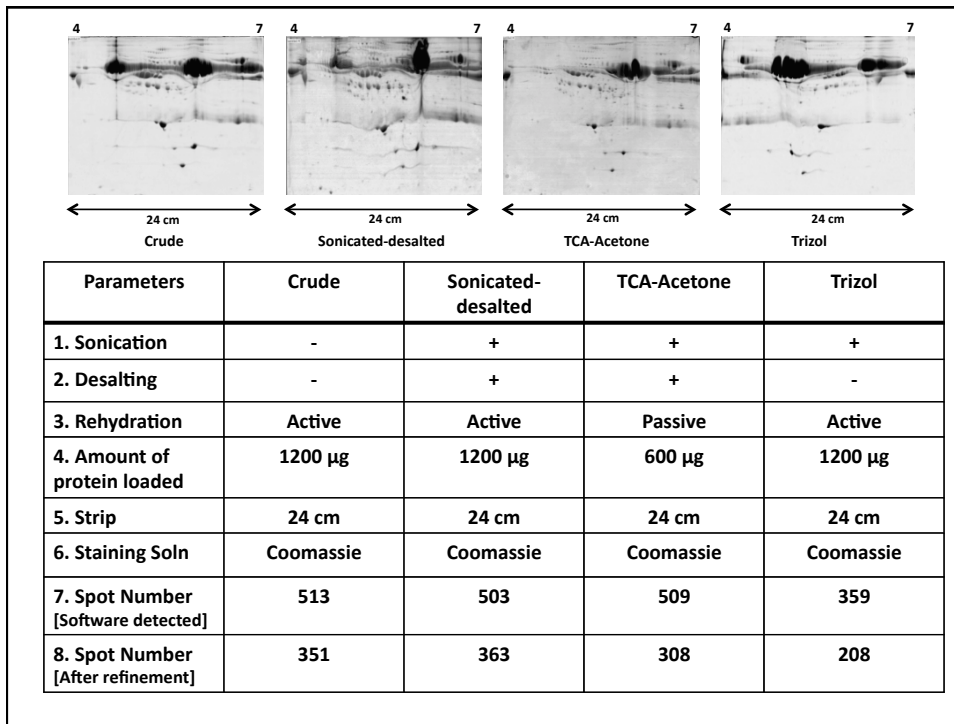 4 7 4 7 4 7 4 7
24 cm 24 cm 24 cm 24 cm
Crude Sonicated-desalted TCA-Acetone Trizol
Parameters Crude Sonicated-desalted TCA-Acetone Trizol
1. Sonication - + + +
2. Desalting - + + -
3. Rehydration Active Active Passive Active
4. Amount of protein loaded 1200 µg 1200 µg 600 µg 1200 µg
5. Strip 24 cm 24 cm 24 cm 24 cm
6. Staining Soln Coomassie Coomassie Coomassie Coomassie
7. Spot Number 513 503 509 359
[Software detected]
8. Spot Number 351 363 308 208
[After refinement]